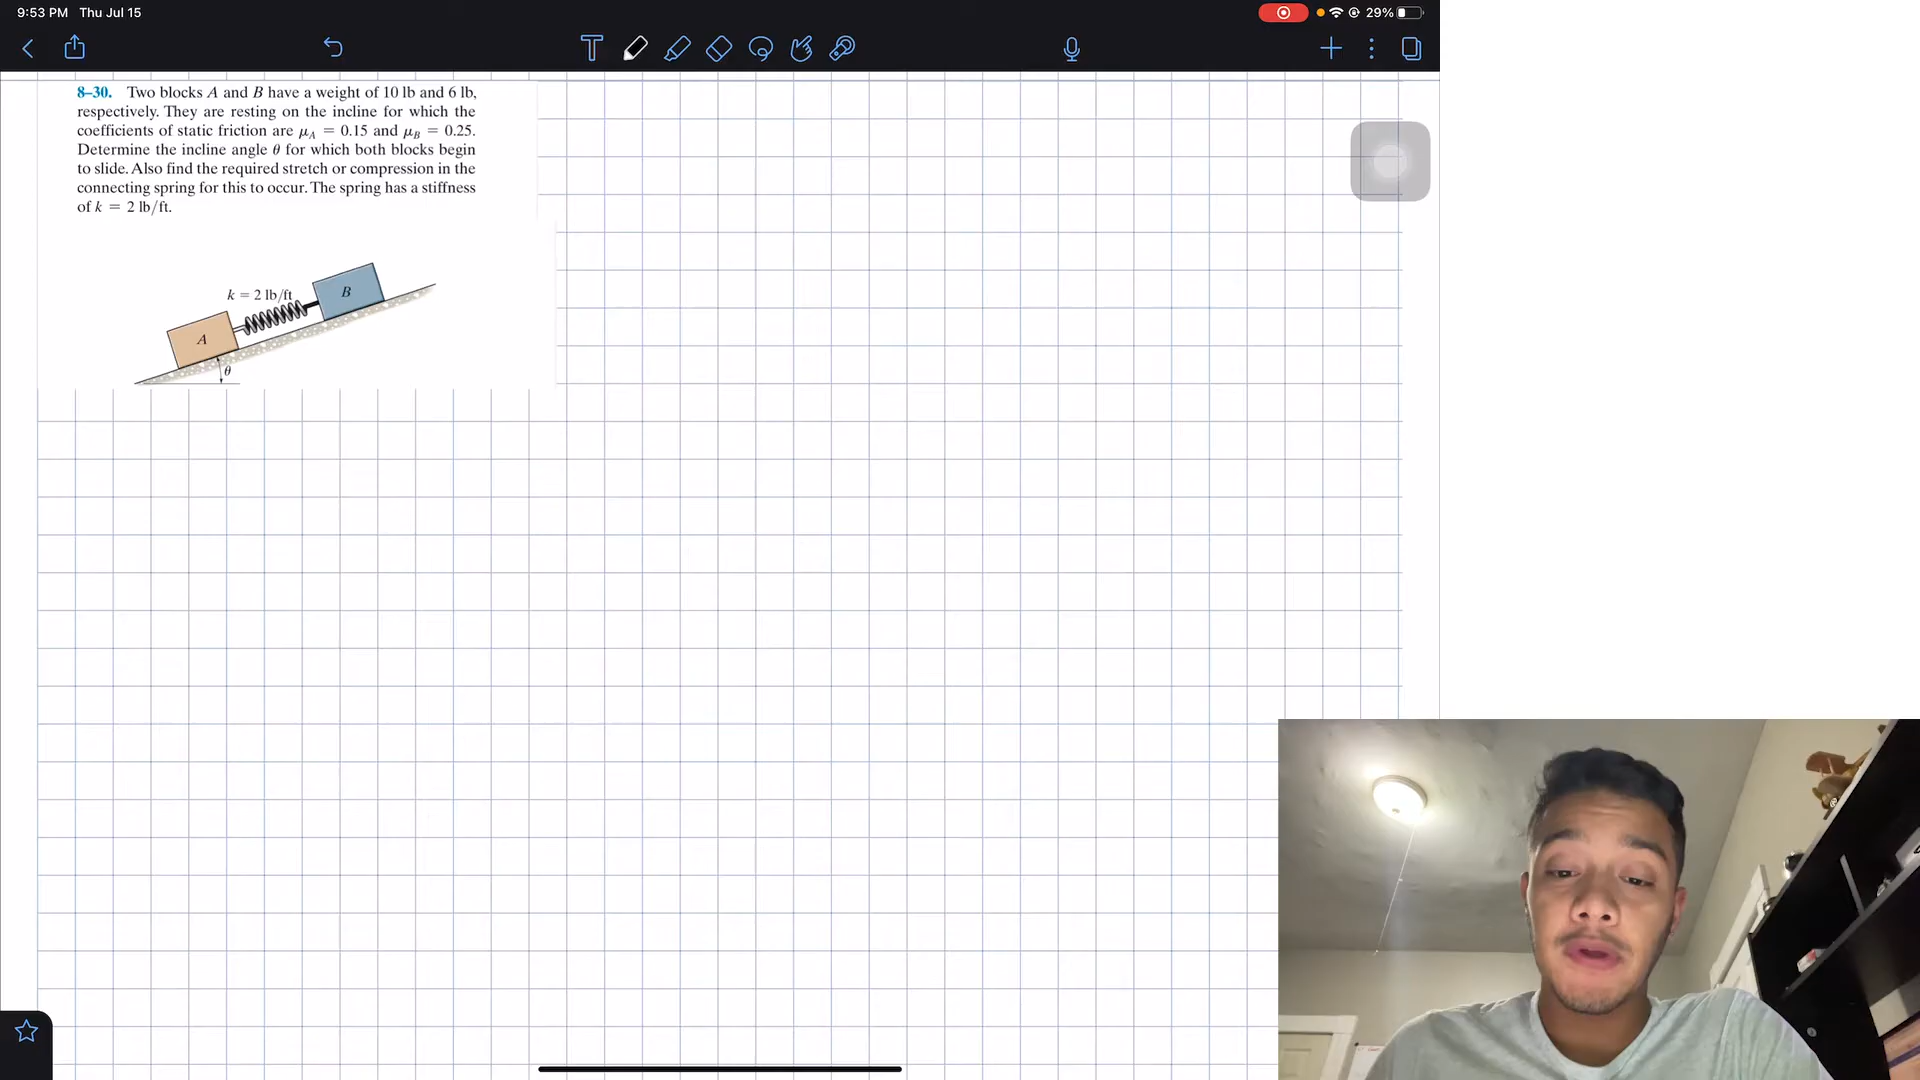 9:53 PM Thu Jul 15
29%
8–30. Two blocks A and B have a weight of 10 lb and 6 lb,
respectively. They are resting on the incline for which the
coefficients of static friction are μA = 0.15 and μB = 0.25.
Determine the incline angle θ for which both blocks begin
to slide. Also find the required stretch or compression in the
connecting spring for this to occur. The spring has a stiffness
of k = 2 lb/ft.
k = 2 lb/ft
B
A
θ